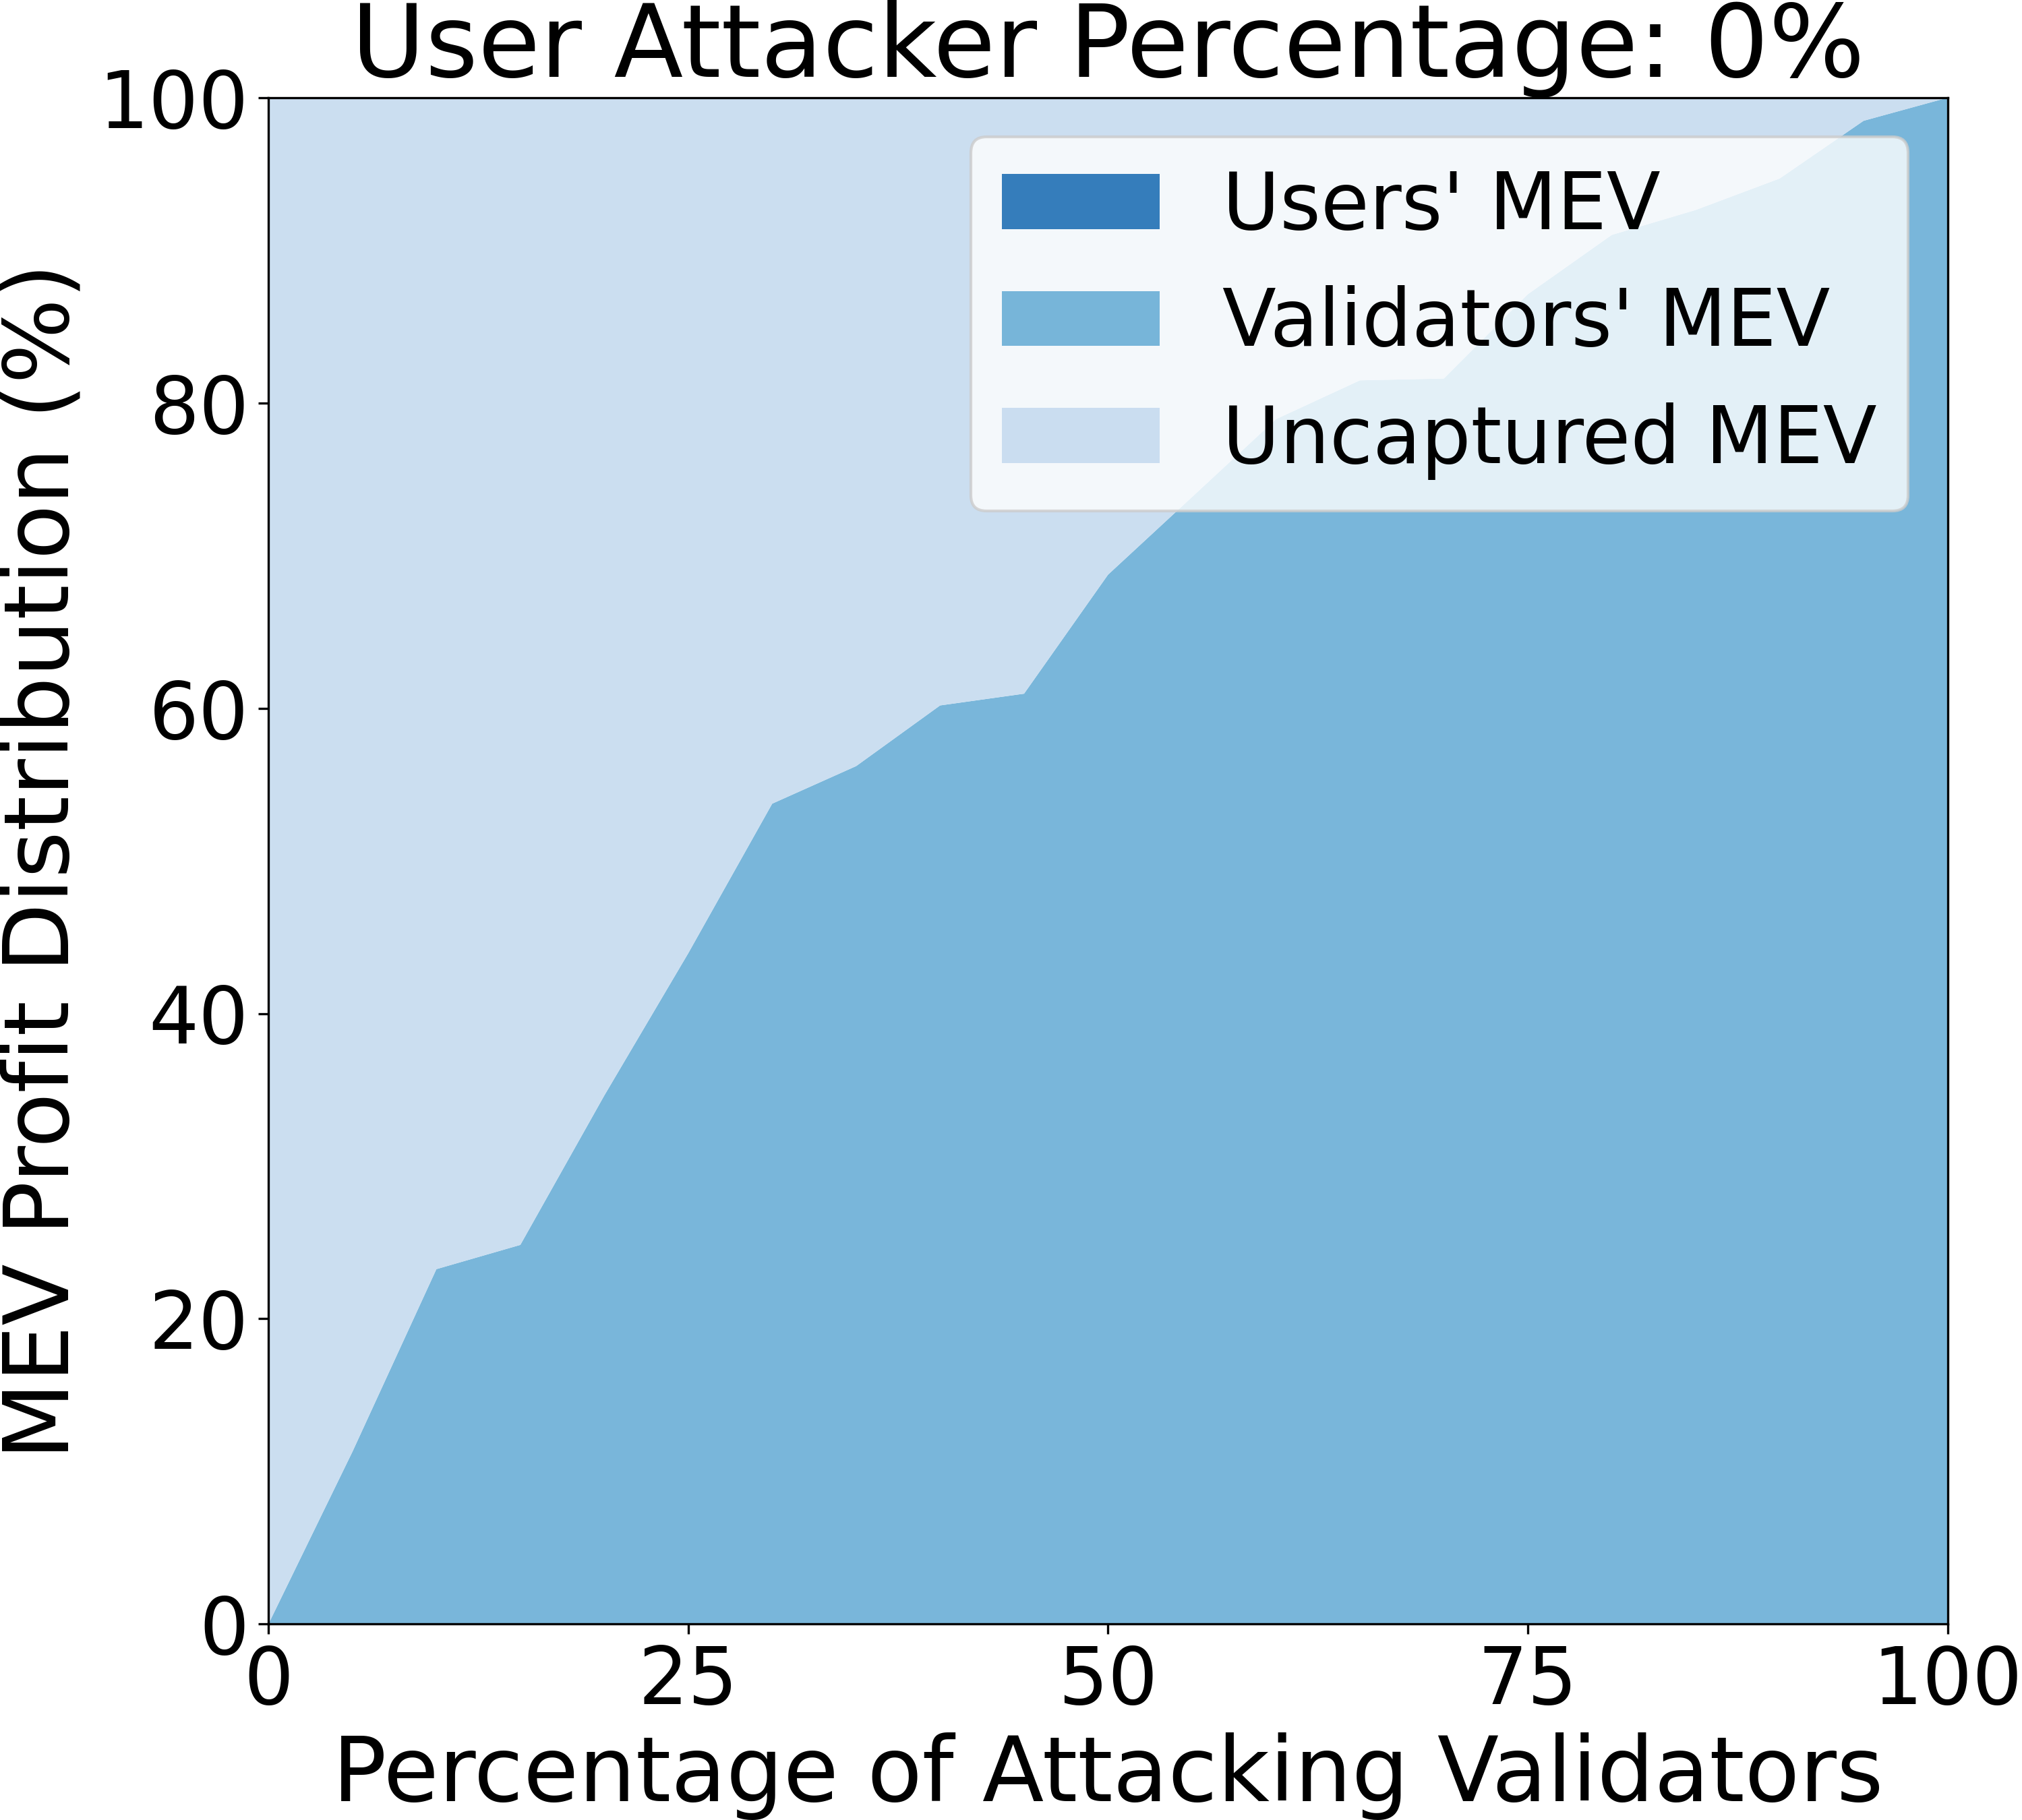 User Attacker Percentage: 0%
MEV Profit Distribution (%)
100
80
60
40
20
0
Users' MEV
Validators' MEV
Uncaptured MEV
0 25 50 75 100
Percentage of Attacking Validators